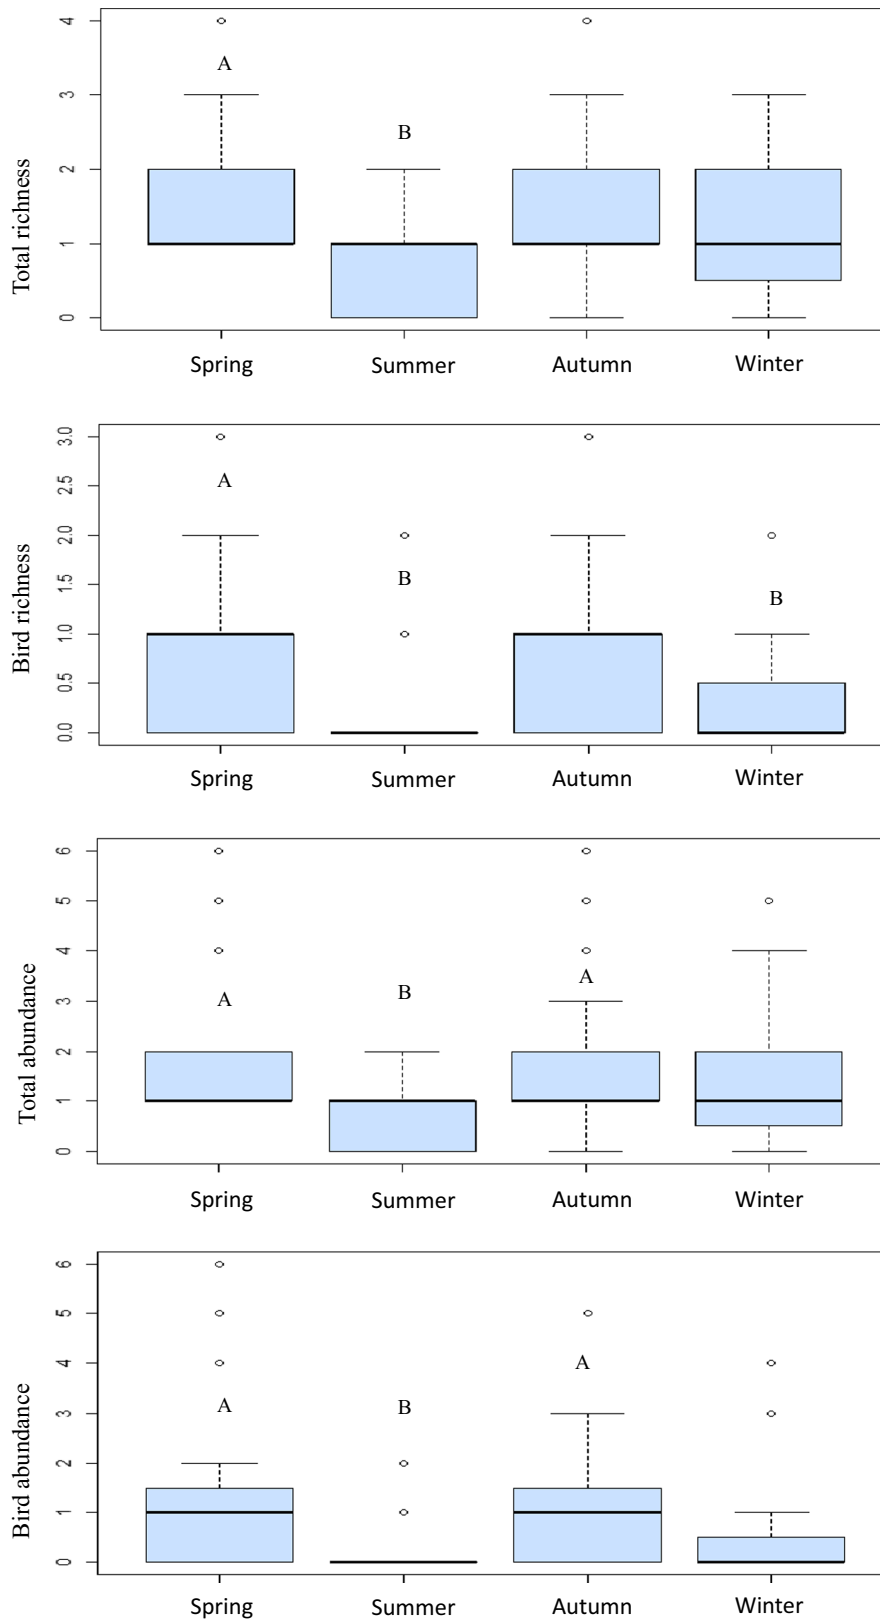 Total richness
4
3
2
1
0
A
B
Spring Summer Autumn Winter
Bird richness
3.0
2.5
2.0
1.5
1.0
0.5
0.0
A
B
B
Spring Summer Autumn Winter
Total abundance
6
5
4
3
2
1
0
A
B
A
Spring Summer Autumn Winter
Bird abundance
6
5
4
3
2
1
0
A
B
A
Spring Summer Autumn Winter